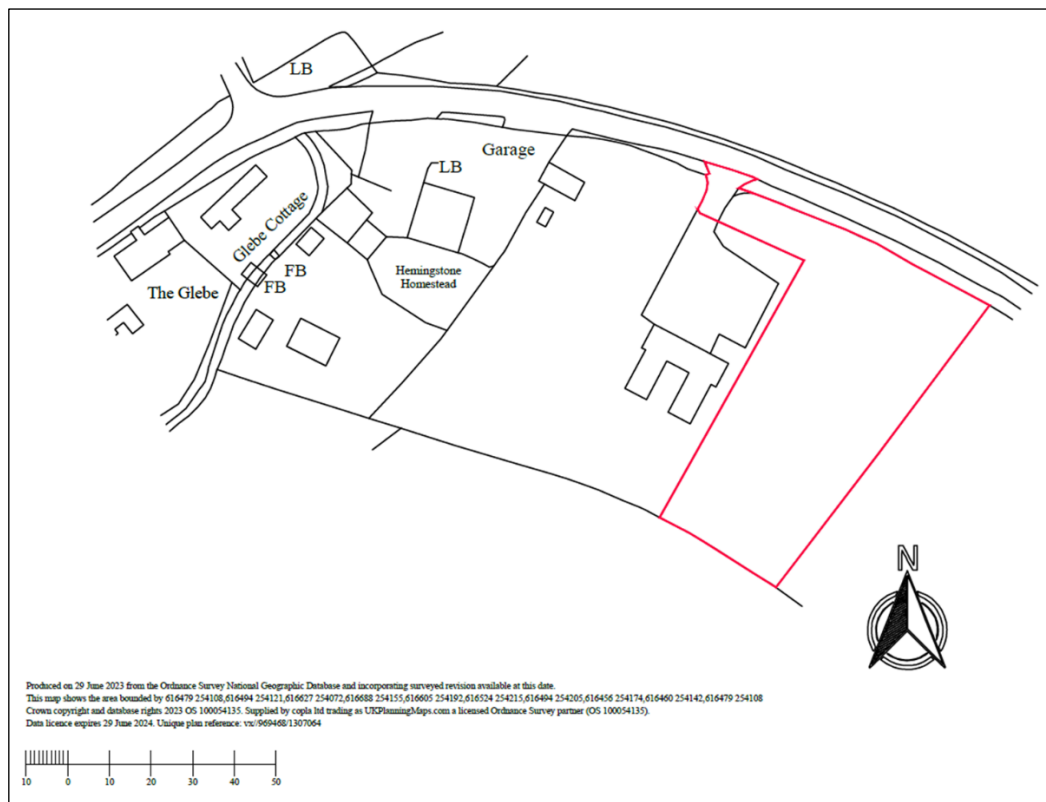 LB
Garage
LB
Glebe Cottage
FB
FB
Hemingstone
Homestead
The Glebe
N
Produced on 29 June 2023 from the Ordnance Survey National Geographic Database and incorporating surveyed revision available at this date.
This map shows the area bounded by 616479 254108,616494 254121,616627 254072,616688 254155,616605 254192,616524 254215,616494 254205,616456 254174,616460 254142,616479 254108
Crown copyright and database rights 2023 OS 100054135. Supplied by copla ltd trading as UKPlanningMaps.com a licensed Ordnance Survey partner (OS 100054135).
Data licence expires 29 June 2024. Unique plan reference: vx//969468/1307064
10 0 10 20 30 40 50